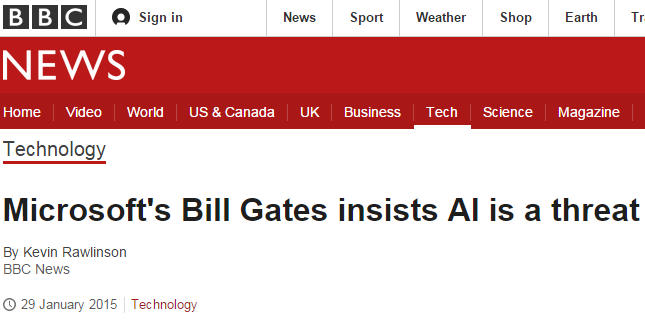 BBC Sign in News Sport Weather Shop Earth
NEWS
Home Video World US & Canada UK Business Tech Science Magazine
Technology
Microsoft's Bill Gates insists AI is a threat
By Kevin Rawlinson
BBC News
29 January 2015 Technology